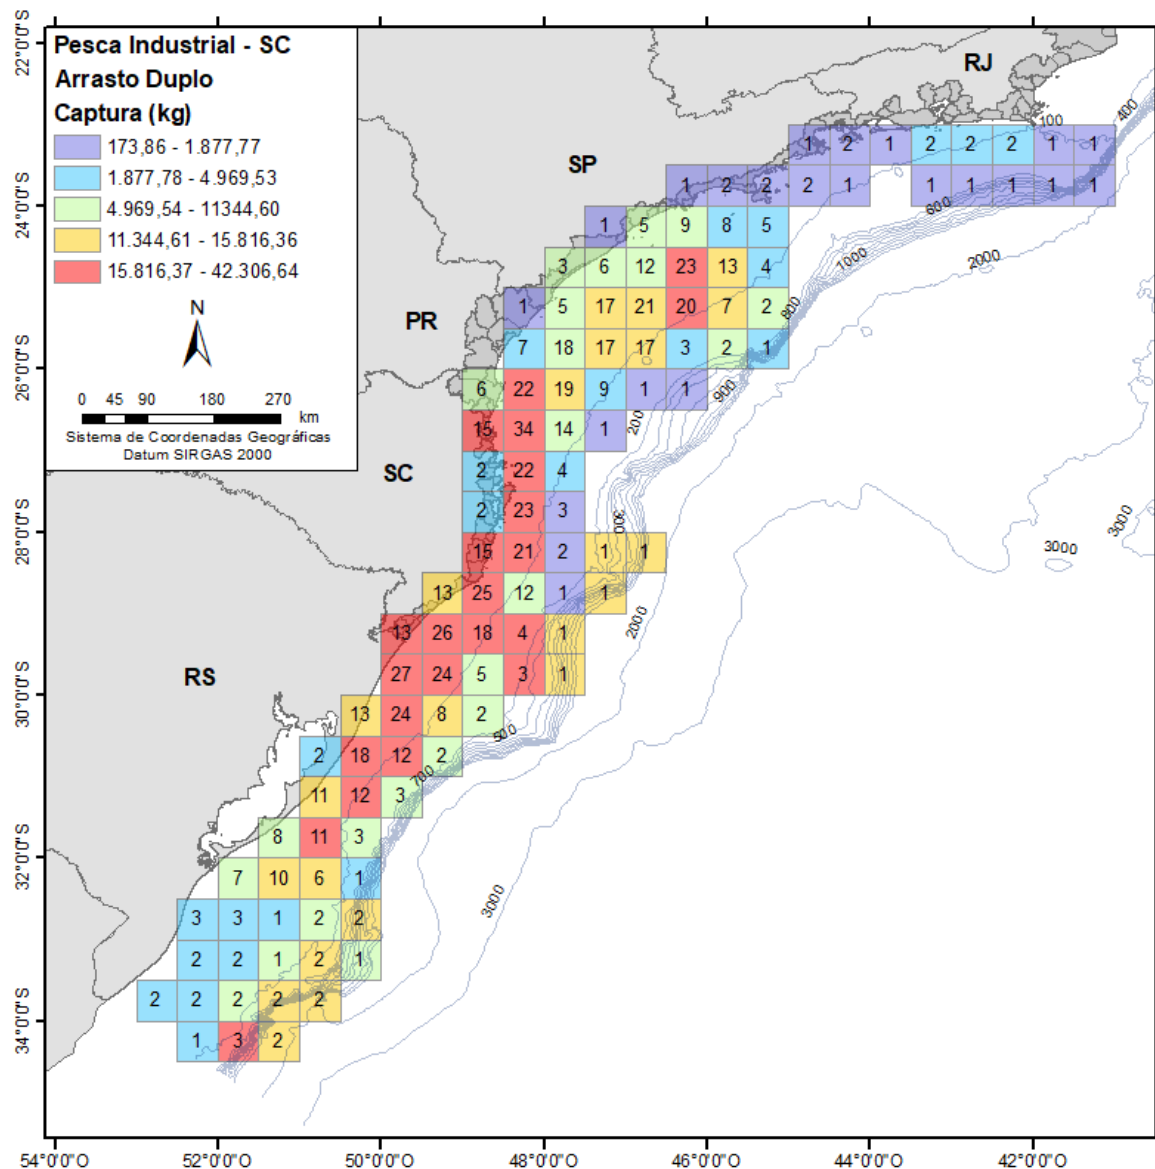 Pesca Industrial - SC
Arrasto Duplo
Captura (kg)
173,86 - 1.877,77
1.877,78 - 4.969,53
4.969,54 - 11344,60
11.344,61 - 15.816,36
15.816,37 - 42.306,64
N
0 45 90 180 270 km
Sistema de Coordenadas Geográficas
Datum SIRGAS 2000
RJ
SP
PR
SC
RS
100
400
1 2 1 2 2 2 1 1
1 2 2 2 1 1 1 1 1 1
600
1 5 9 8 5
2000
1000
3 6 12 23 13 4
800
1 5 17 21 20 7 2
7 18 17 17 3 2 1
900
6 22 19 9 1 1
200
15 34 14 1
2 22 4
2 23 3
300
3000
3000
15 21 2 1 1
13 25 12 1 1
2000
13 26 18 4 1
27 24 5 3 1
13 24 8 2
500
2 18 12 2
700
11 12 3
8 11 3
7 10 6 1
3000
3 3 1 2 2
2 2 1 2 1
2 2 2 2 2
1 3 2
22°0'0"S
24°0'0"S
26°0'0"S
28°0'0"S
30°0'0"S
32°0'0"S
34°0'0"S
54°0'0"O 52°0'0"O 50°0'0"O 48°0'0"O 46°0'0"O 44°0'0"O 42°0'0"O